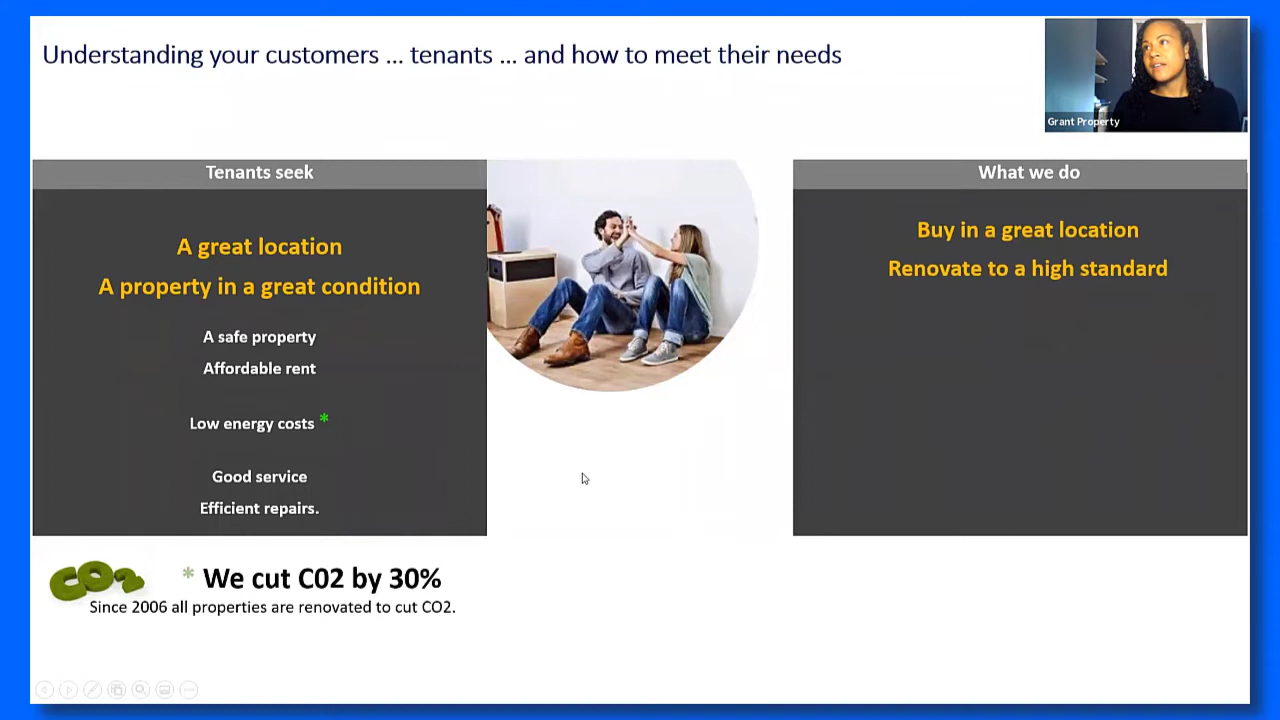 Understanding your customers ... tenants ... and how to meet their needs
Grant Property
Tenants seek
A great location
A property in a great condition
A safe property
Affordable rent
Low energy costs *
Good service
Efficient repairs.
What we do
Buy in a great location
Renovate to a high standard
CO2
* We cut C02 by 30%
Since 2006 all properties are renovated to cut CO2.